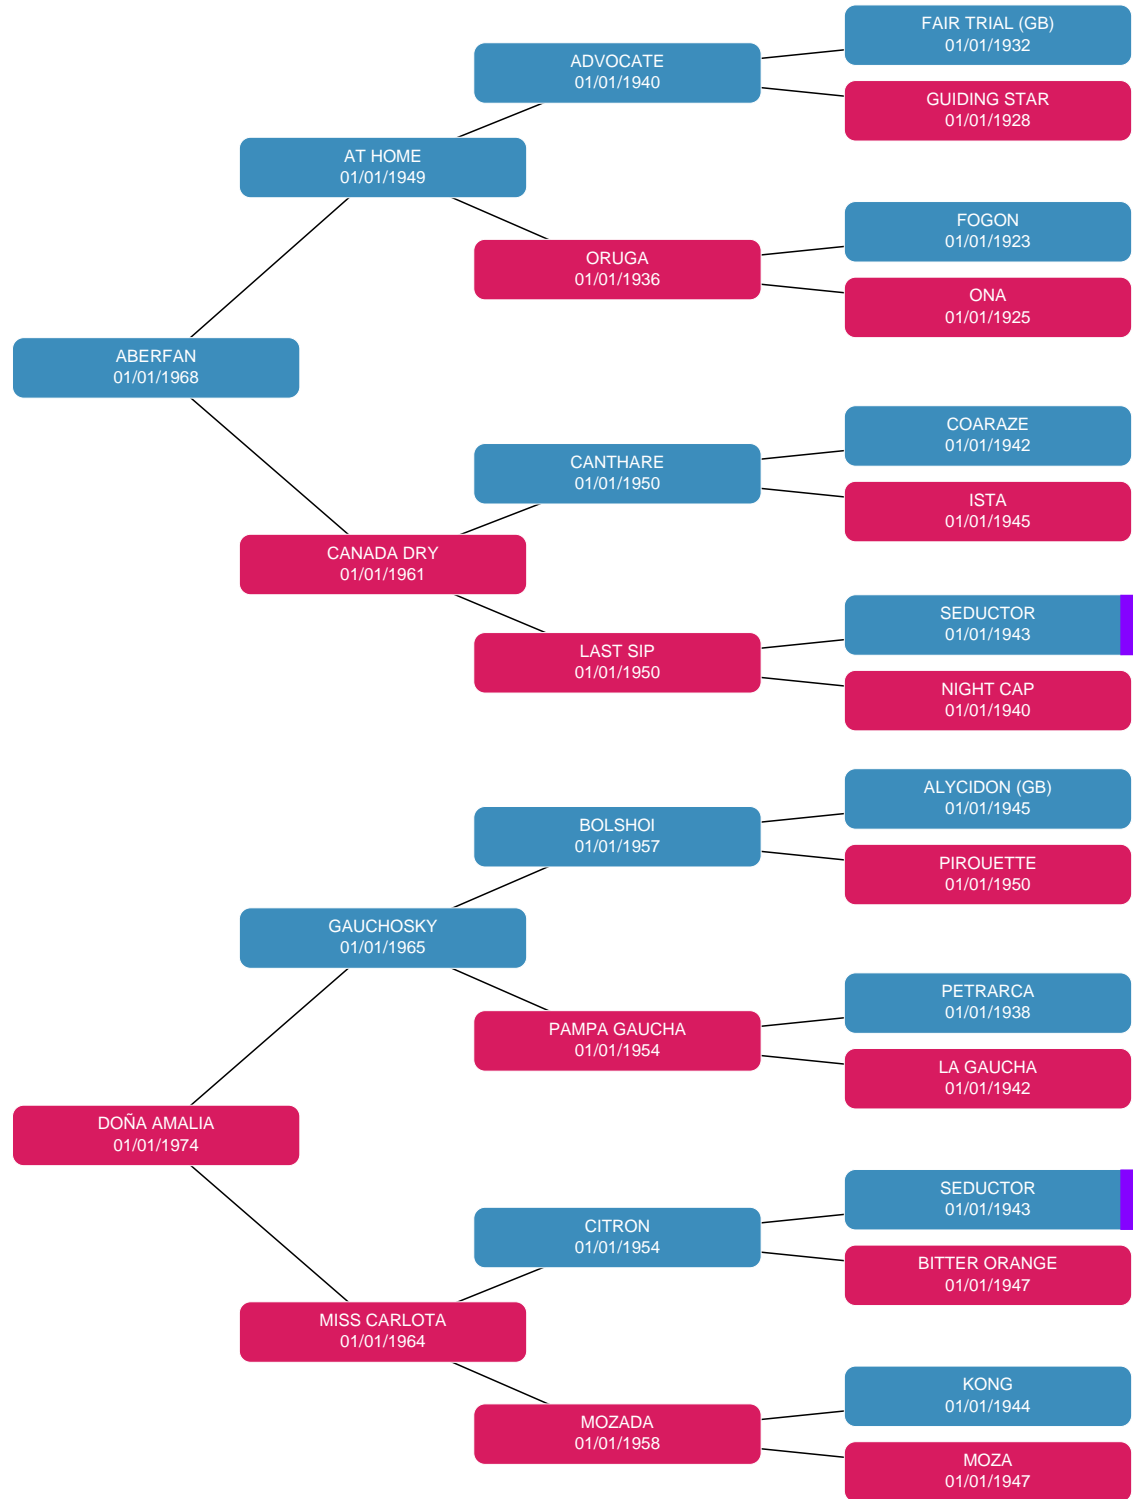 FAIR TRIAL (GB)
01/01/1932
ADVOCATE
01/01/1940
GUIDING STAR
01/01/1928
AT HOME
01/01/1949
FOGON
01/01/1923
ORUGA
01/01/1936
ONA
01/01/1925
ABERFAN
01/01/1968
COARAZE
01/01/1942
CANTHARE
01/01/1950
ISTA
01/01/1945
CANADA DRY
01/01/1961
SEDUCTOR
01/01/1943
LAST SIP
01/01/1950
NIGHT CAP
01/01/1940
ALYCIDON (GB)
01/01/1945
BOLSHOI
01/01/1957
PIROUETTE
01/01/1950
GAUCHOSKY
01/01/1965
PETRARCA
01/01/1938
PAMPA GAUCHA
01/01/1954
LA GAUCHA
01/01/1942
DOÑA AMALIA
01/01/1974
SEDUCTOR
01/01/1943
CITRON
01/01/1954
BITTER ORANGE
01/01/1947
MISS CARLOTA
01/01/1964
KONG
01/01/1944
MOZADA
01/01/1958
MOZA
01/01/1947